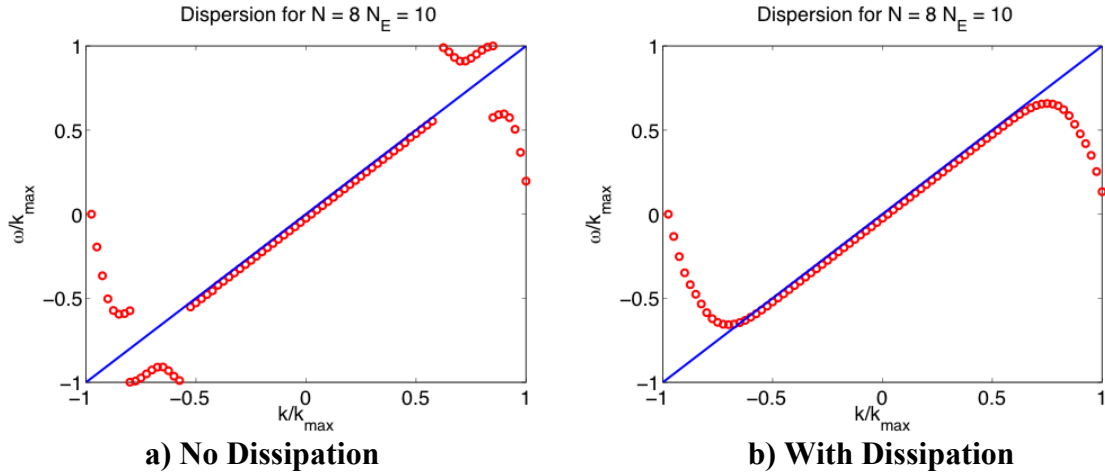 Dispersion for N = 8 N_E = 10
1
0.5
0
−0.5
−1
−1
−0.5
0
0.5
1
ω/k_max
k/k_max
a) No Dissipation
Dispersion for N = 8 N_E = 10
1
0.5
0
−0.5
−1
−1
−0.5
0
0.5
1
ω/k_max
k/k_max
b) With Dissipation